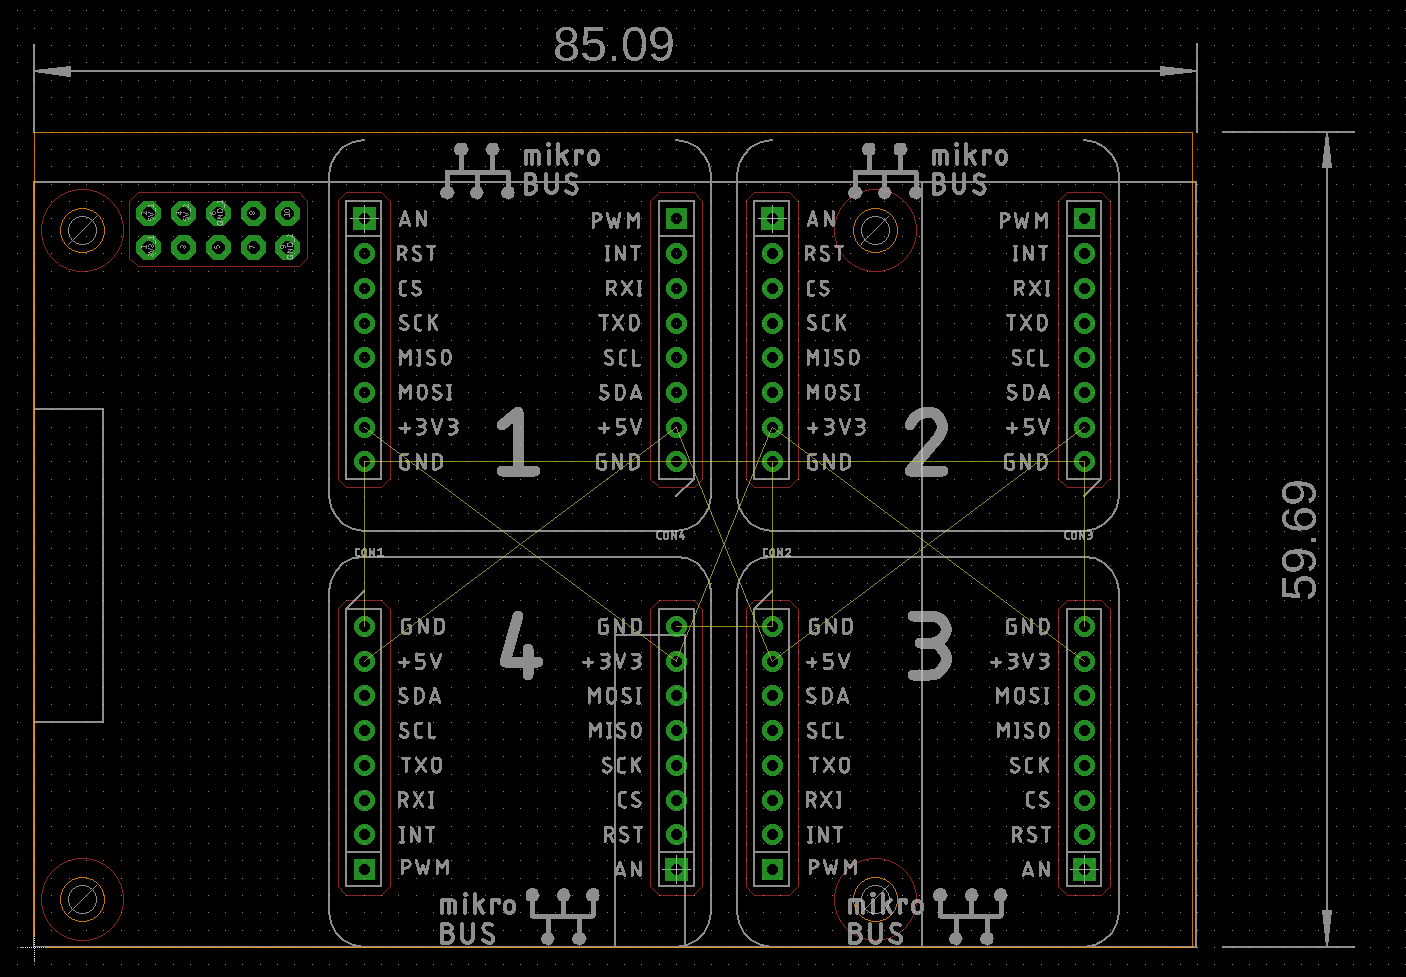 85.09
mikro
BUS
mikro
BUS
AN PWM AN PWM
RST INT RST INT
CS RXI CS RXI
SCK TXD SCK TXD
MISO SCL MISO SCL
MOSI SDA MOSI SDA
+3V3 1 +5V +3V3 2 +5V
GND GND GND GND
CON4 CON3
CON1 CON2
59.69
GND 4 GND GND 3 GND
+5V +3V3 +5V +3V3
SDA MOSI SDA MOSI
SCL MISO SCL MISO
TXD SCK TXD SCK
RXI CS RXI CS
INT RST INT RST
PWM AN PWM AN
mikro
BUS
mikro
BUS